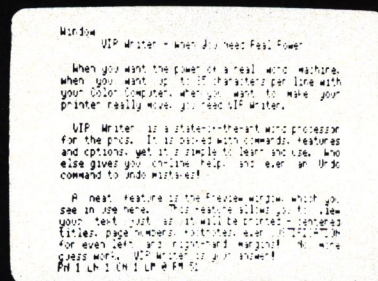 Window
VIP Writer - When You need Real Power
When you want the power of a real word machine,
When you want up to characters per line with
your Color Computer, when you want to make your
printer really move, you need VIP Writer.
VIP Writer is a state-of-the-art word processor
for the pros. It is packed with commands, features
and options, yet it is simple to learn and use. Who
else gives you on-line help, and even an Undo
command to undo mistakes!
A neat feature is the Preview window, which you
see in use here. This feature allows you to view
your text just as it will be printed - centered
titles, page numbers, footnotes, even JUSTIFICATION
for even left and right-hand margins! No more
guess work. VIP Writer is your answer!